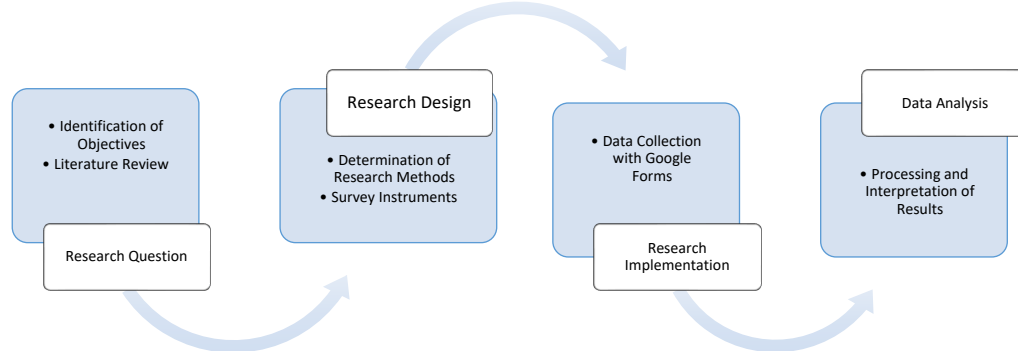 • Identification of
Objectives
• Literature Review
Research Question
Research Design
• Determination of
Research Methods
• Survey Instruments
• Data Collection
with Google
Forms
Research
Implementation
Data Analysis
• Processing and
Interpretation of
Results